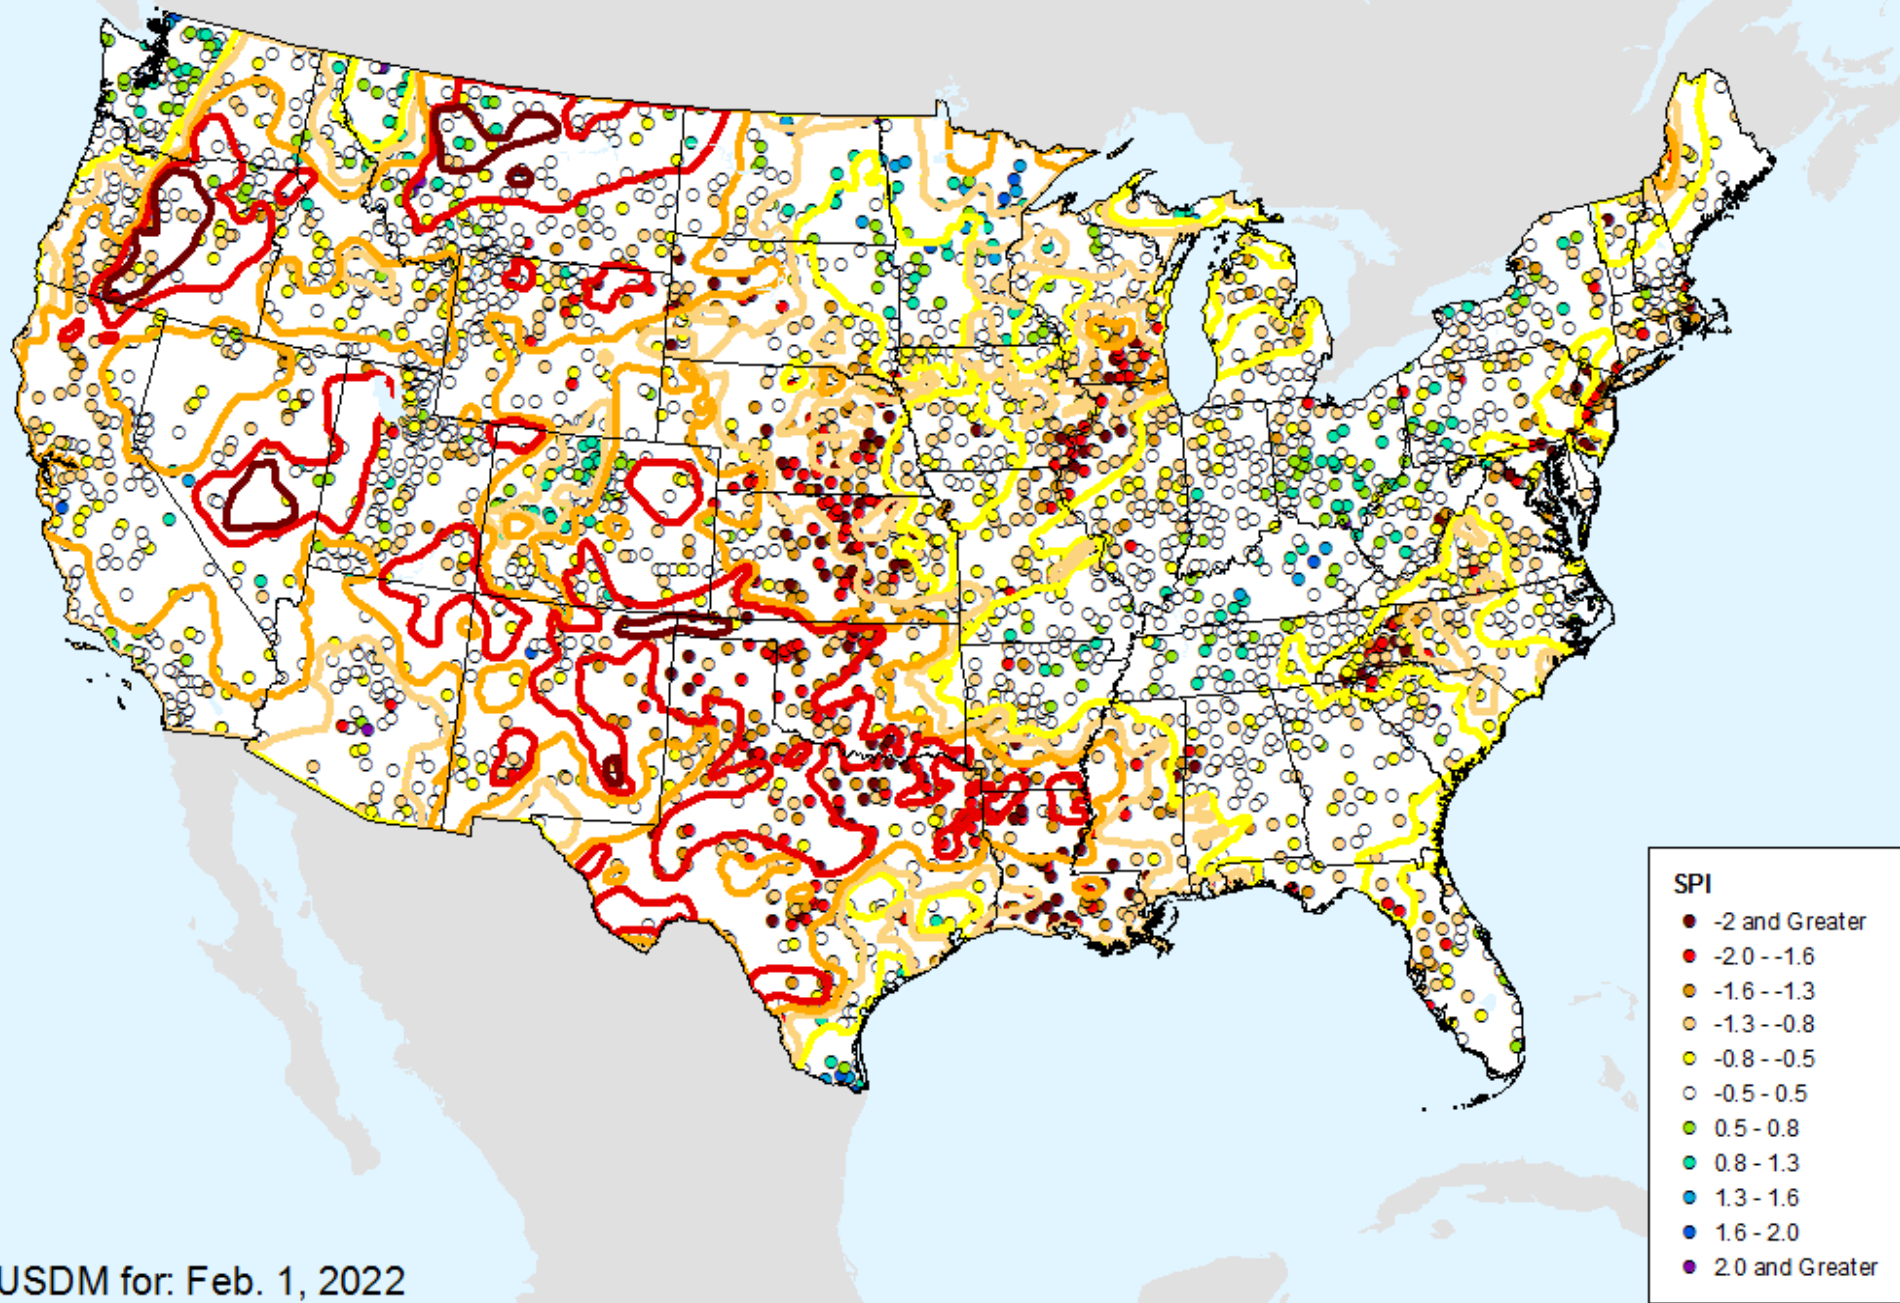 SPI
-2 and Greater
-2.0 - -1.6
-1.6 - -1.3
-1.3 - -0.8
-0.8 - -0.5
-0.5 - 0.5
0.5 - 0.8
0.8 - 1.3
1.3 - 1.6
1.6 - 2.0
2.0 and Greater
USDM for: Feb. 1, 2022